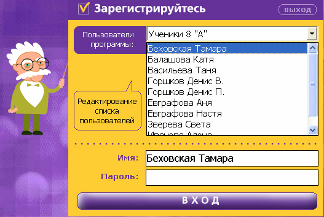 Зарегистрируйтесь
ВЫХОД
Пользователи
программы:
Ученики 8 "А"
Беховская Тамара
Балашова Катя
Васильева Таня
Горшков Денис В.
Горшков Денис П.
Евграфова Аня
Евграфова Настя
Зверева Света
Редактирование
списка
пользователей
Имя:
Беховская Тамара
Пароль:
ВХОД